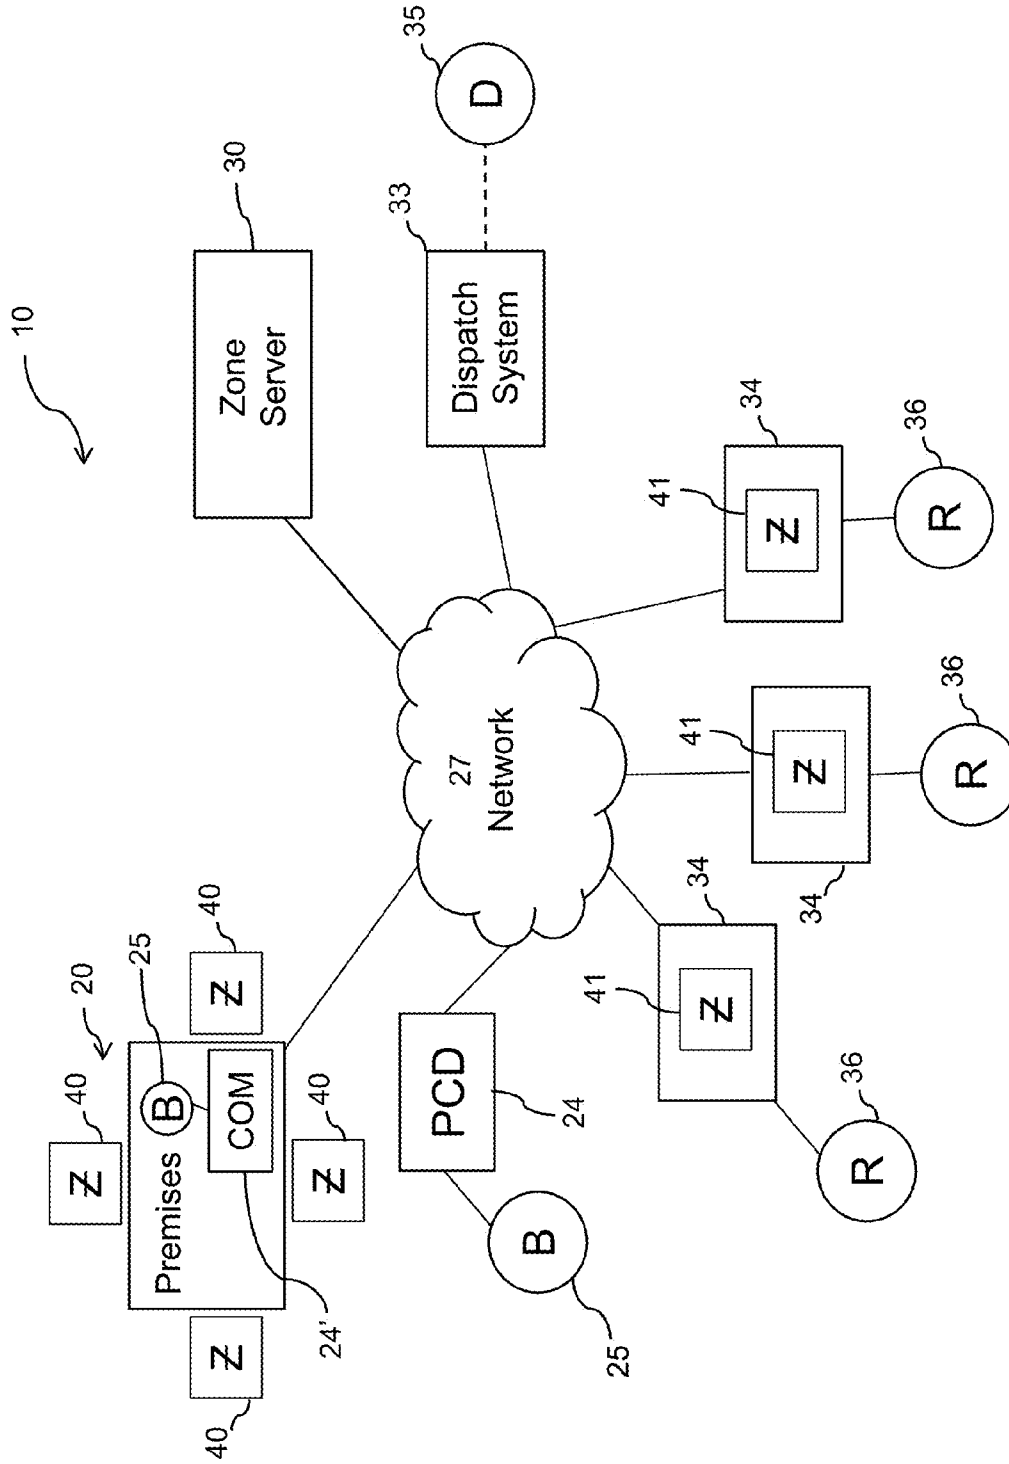 10
40
20
25
Ƶ
B
Premises
40
40
Ƶ
COM
Ƶ
Zone
Server
30
24'
Ƶ
40
33
35
PCD
27
Network
Dispatch
System
D
B
24
25
41
34
41
41
34
Ƶ
Ƶ
Ƶ
34
36
R
36
R
36
R